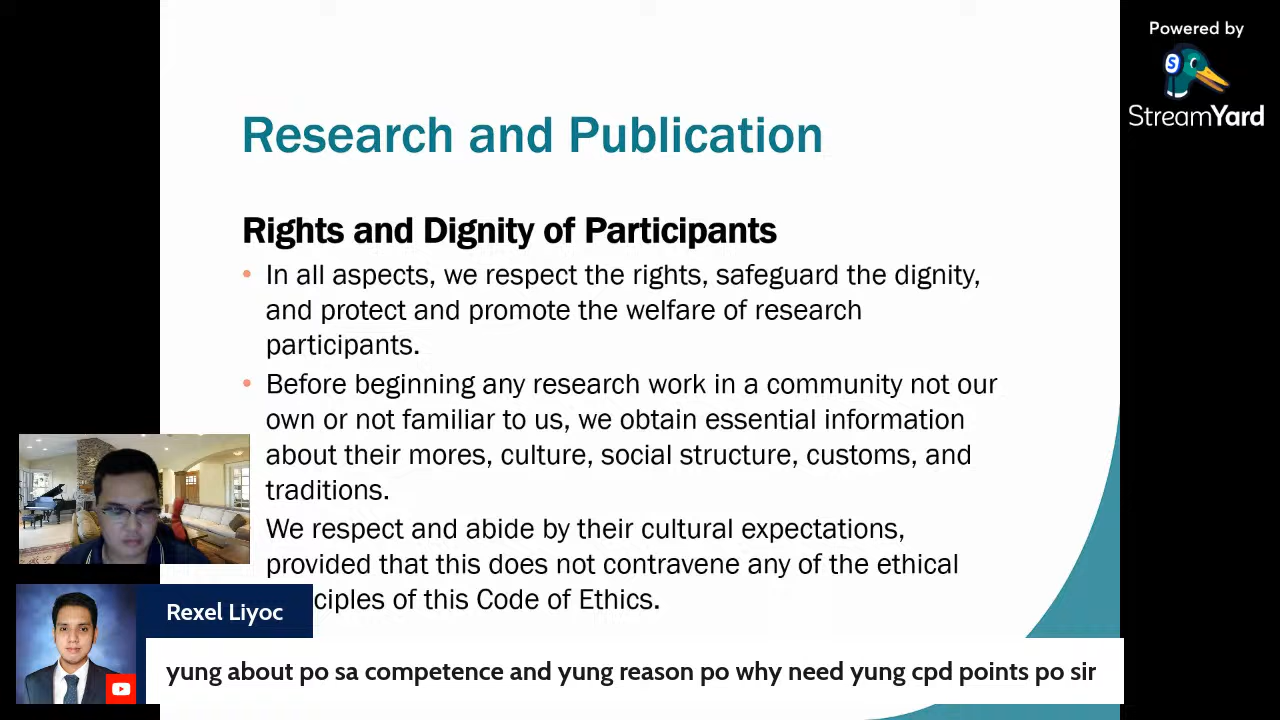 Powered by
StreamYard
Research and Publication
Rights and Dignity of Participants
• In all aspects, we respect the rights, safeguard the dignity,
and protect and promote the welfare of research
participants.
• Before beginning any research work in a community not our
own or not familiar to us, we obtain essential information
about their mores, culture, social structure, customs, and
traditions.
We respect and abide by their cultural expectations,
provided that this does not contravene any of the ethical
ciples of this Code of Ethics.
Rexel Liyoc
yung about po sa competence and yung reason po why need yung cpd points po sir